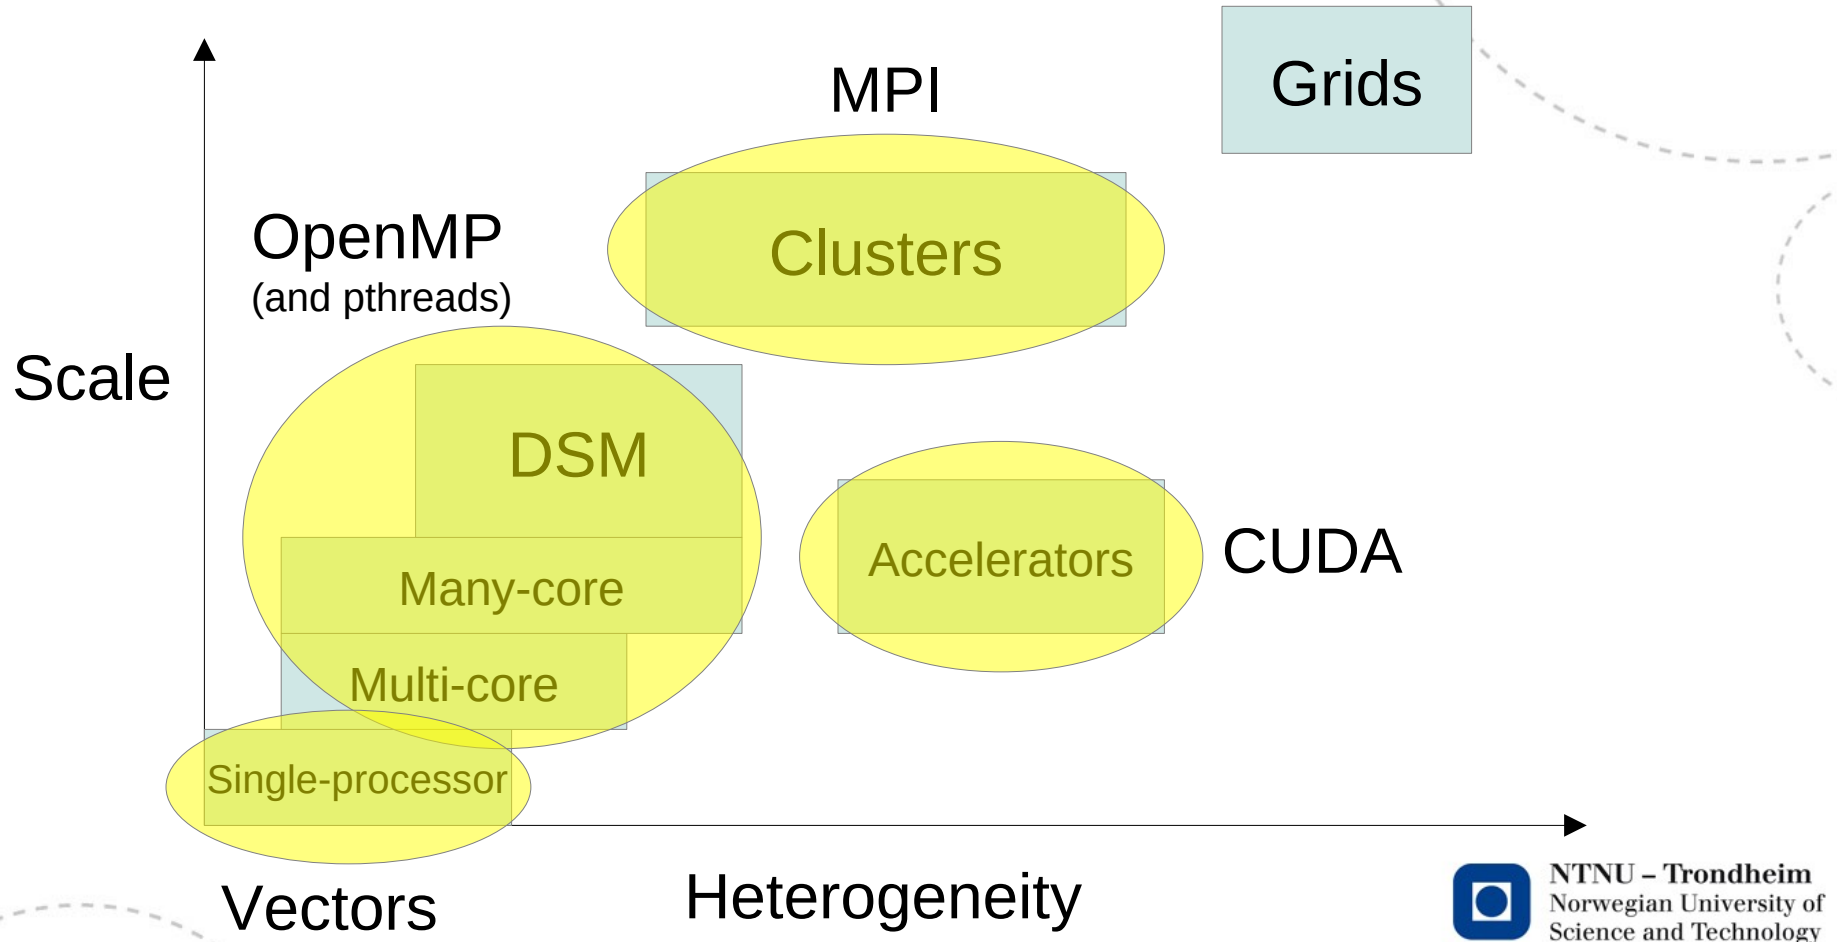 MPI
Grids
OpenMP
(and pthreads)
Clusters
Scale
DSM
Accelerators
CUDA
Many-core
Multi-core
Single-processor
Vectors
Heterogeneity
NTNU – Trondheim
Norwegian University of
Science and Technology